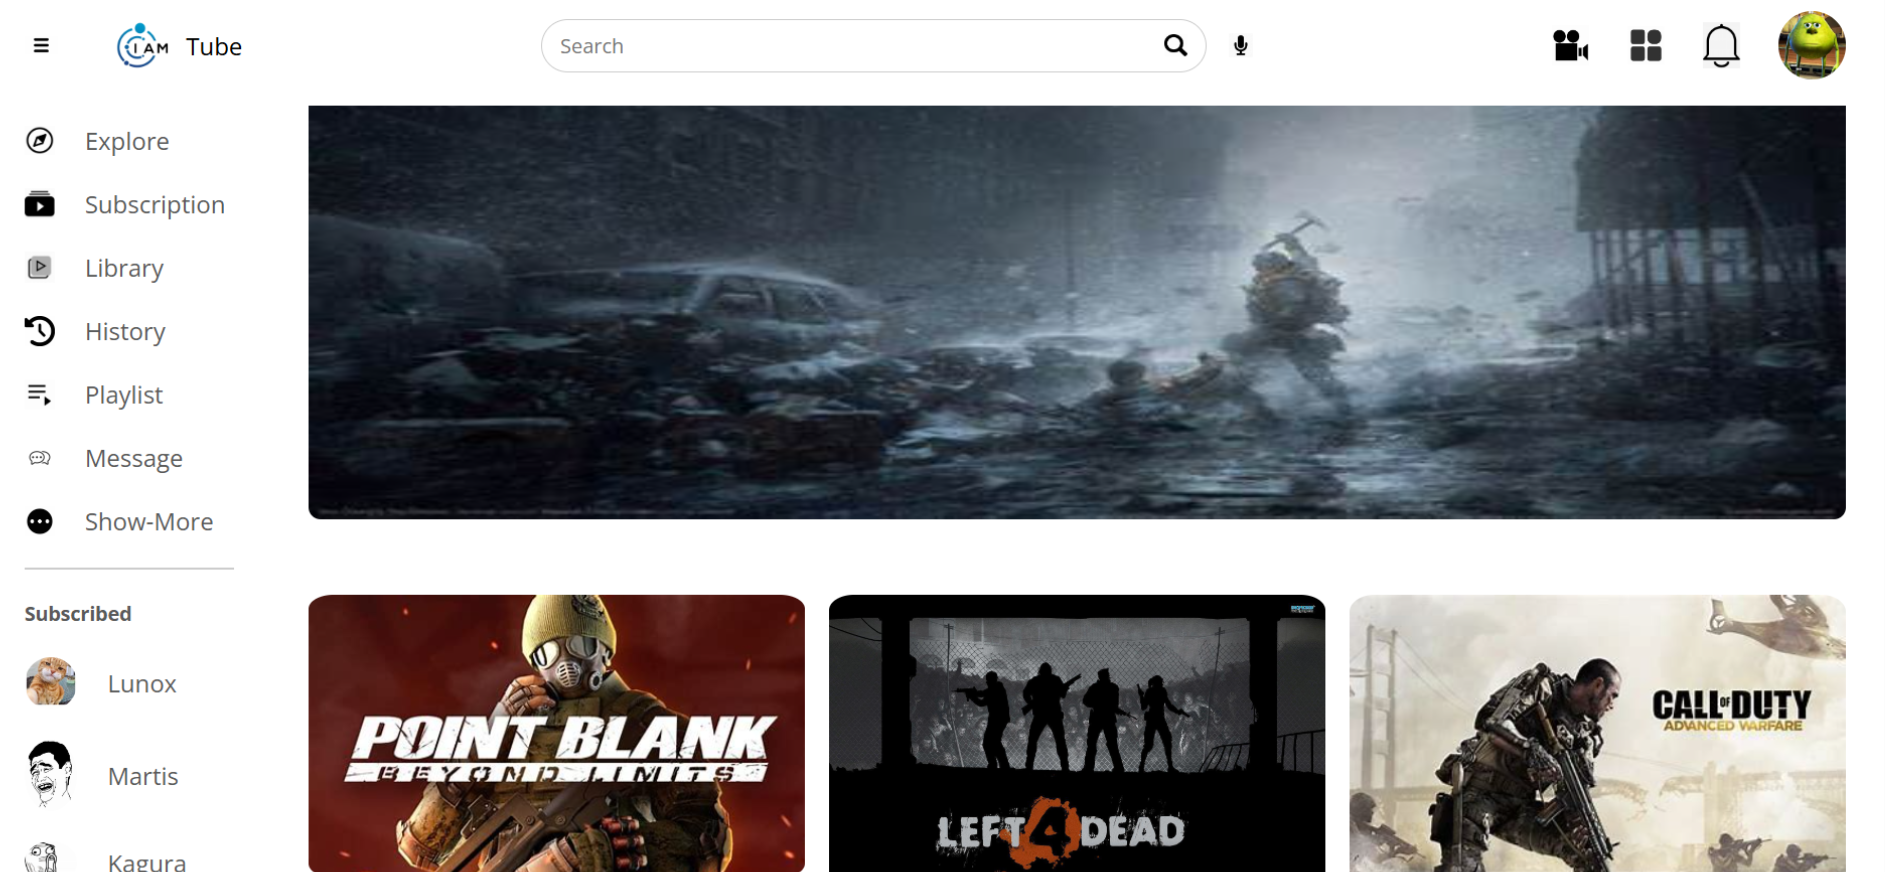 I AM Tube
Search
Explore
Subscription
Library
History
Playlist
Message
Show-More
Subscribed
Lunox
Martis
Kagura
POINT BLANK
BEYOND LIMITS
LEFT 4 DEAD
CALL OF DUTY
ADVANCED WARFARE